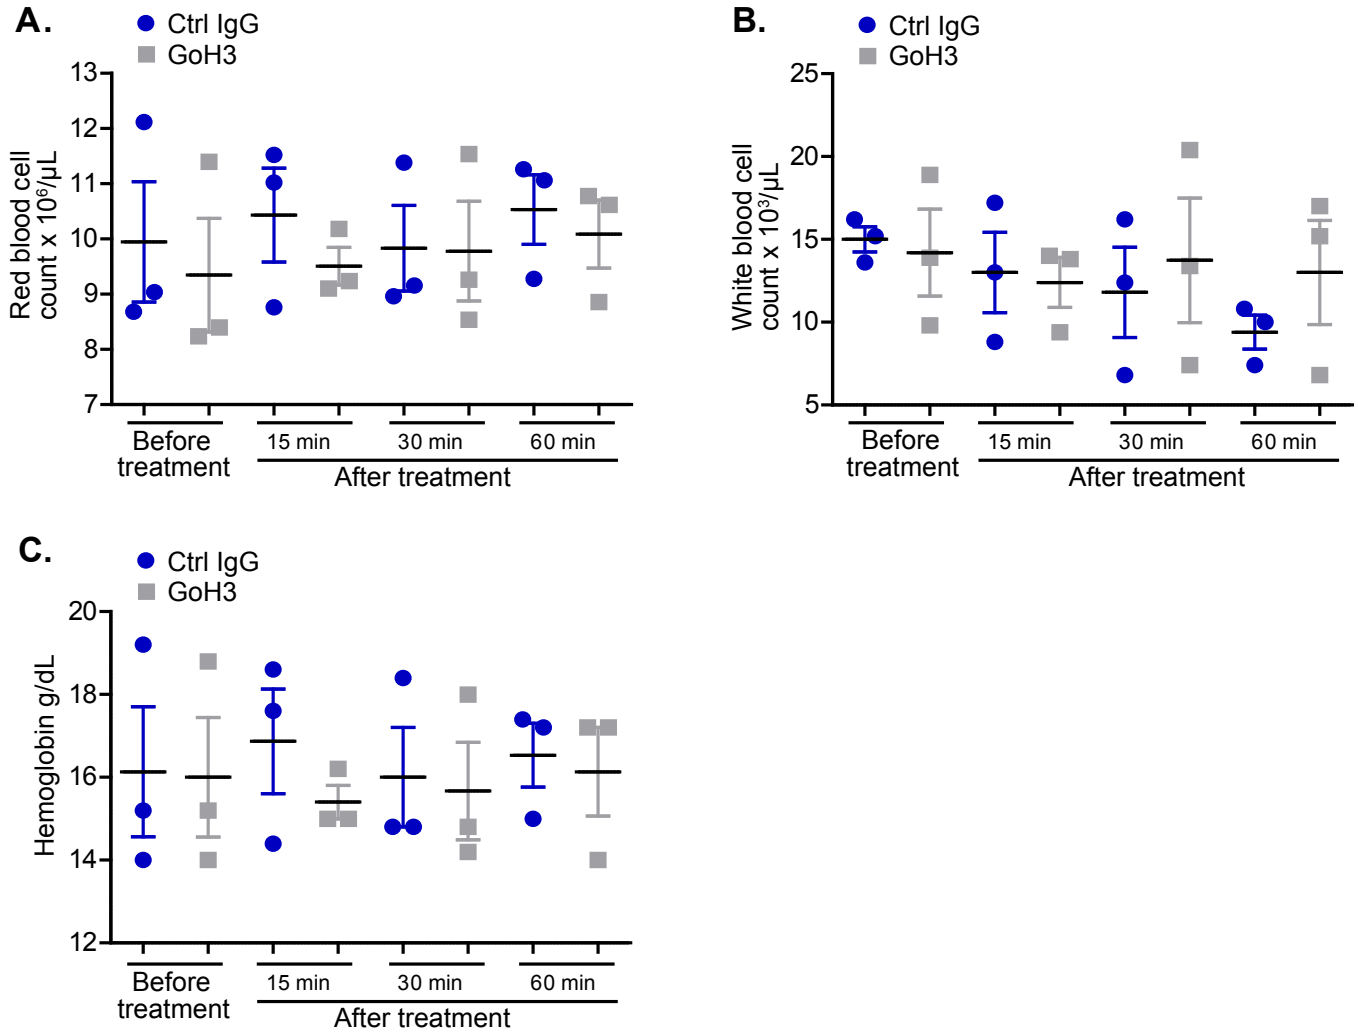 A.
Ctrl IgG
GoH3
Red blood cell
count x 10⁶/µL
13
12
11
10
9
8
7
Before
treatment
15 min
30 min
60 min
After treatment
B.
Ctrl IgG
GoH3
White blood cell
count x 10³/µL
25
20
15
10
5
Before
treatment
15 min
30 min
60 min
After treatment
C.
Ctrl IgG
GoH3
Hemoglobin g/dL
20
18
16
14
12
Before
treatment
15 min
30 min
60 min
After treatment